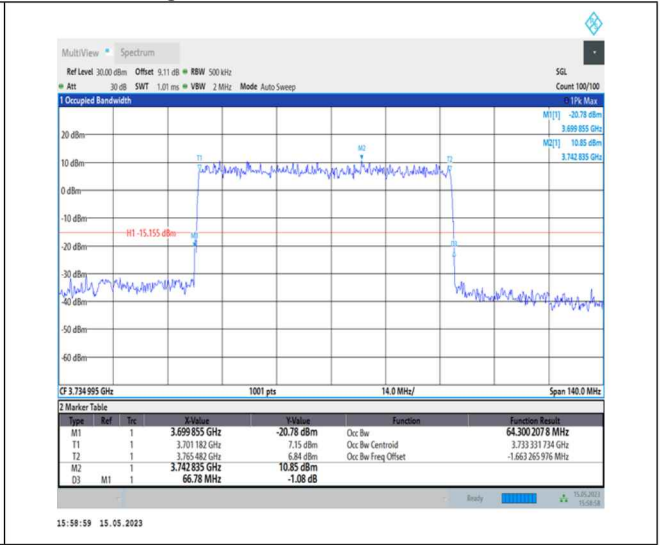 MultiView Spectrum
Ref Level 30.00 dBm Offset 9.11 dB RBW 500 kHz SGL
Att 30 dB SWT 1.01 ms VBW 2 MHz Mode Auto Sweep Count 100/100
1 Occupied Bandwidth 1Pk Max
M1[1] -20.78 dBm
3.699 855 GHz
M2[1] 10.85 dBm
3.742 835 GHz
20 dBm
M2
T1 T2
10 dBm
0 dBm
-10 dBm
H1 -15.155 dBm
M1
-20 dBm
D3
-30 dBm
-40 dBm
-50 dBm
-60 dBm
CF 3.734 995 GHz 1001 pts 14.0 MHz/ Span 140.0 MHz
2 Marker Table
Type Ref Trc X-Value Y-Value Function Function Result
M1 1 3.699 855 GHz -20.78 dBm Occ Bw 64.300 207 8 MHz
T1 1 3.701 182 GHz 7.15 dBm Occ Bw Centroid 3.733 331 734 GHz
T2 1 3.765 482 GHz 6.84 dBm Occ Bw Freq Offset -1.663 265 976 MHz
M2 1 3.742 835 GHz 10.85 dBm
D3 M1 1 66.78 MHz -1.08 dB
Ready 15.05.2023
15:58:58
15:58:59 15.05.2023